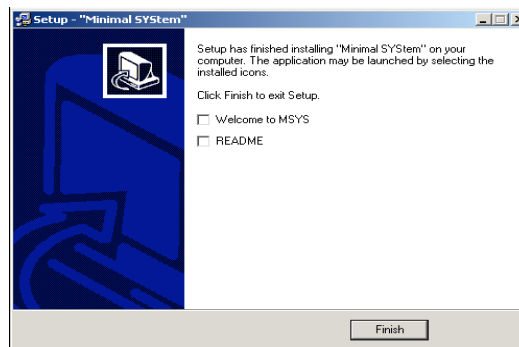 Setup - "Minimal SYStem"
Setup has finished installing "Minimal SYStem" on your
computer. The application may be launched by selecting the
installed icons.
Click Finish to exit Setup.
Welcome to MSYS
README
Finish